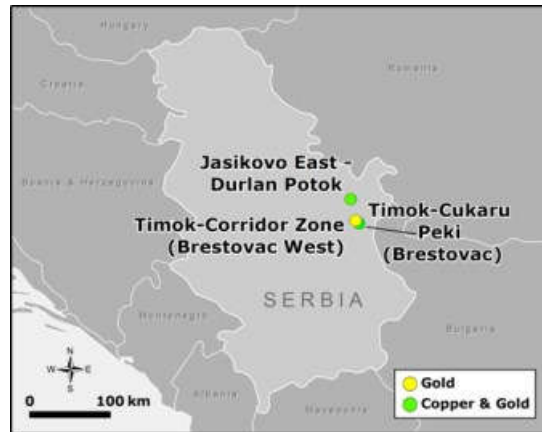 Hungary
Romania
Croatia
Jasikovo East -
Durlan Potok
Bosnia & Herzegovina
Timok-Corridor Zone
(Brestovac West)
Timok-Cukaru
Peki
(Brestovac)
SERBIA
Montenegro
Bulgaria
N
W E
S
Albania
Macedonia
0 100 km
Gold
Copper & Gold